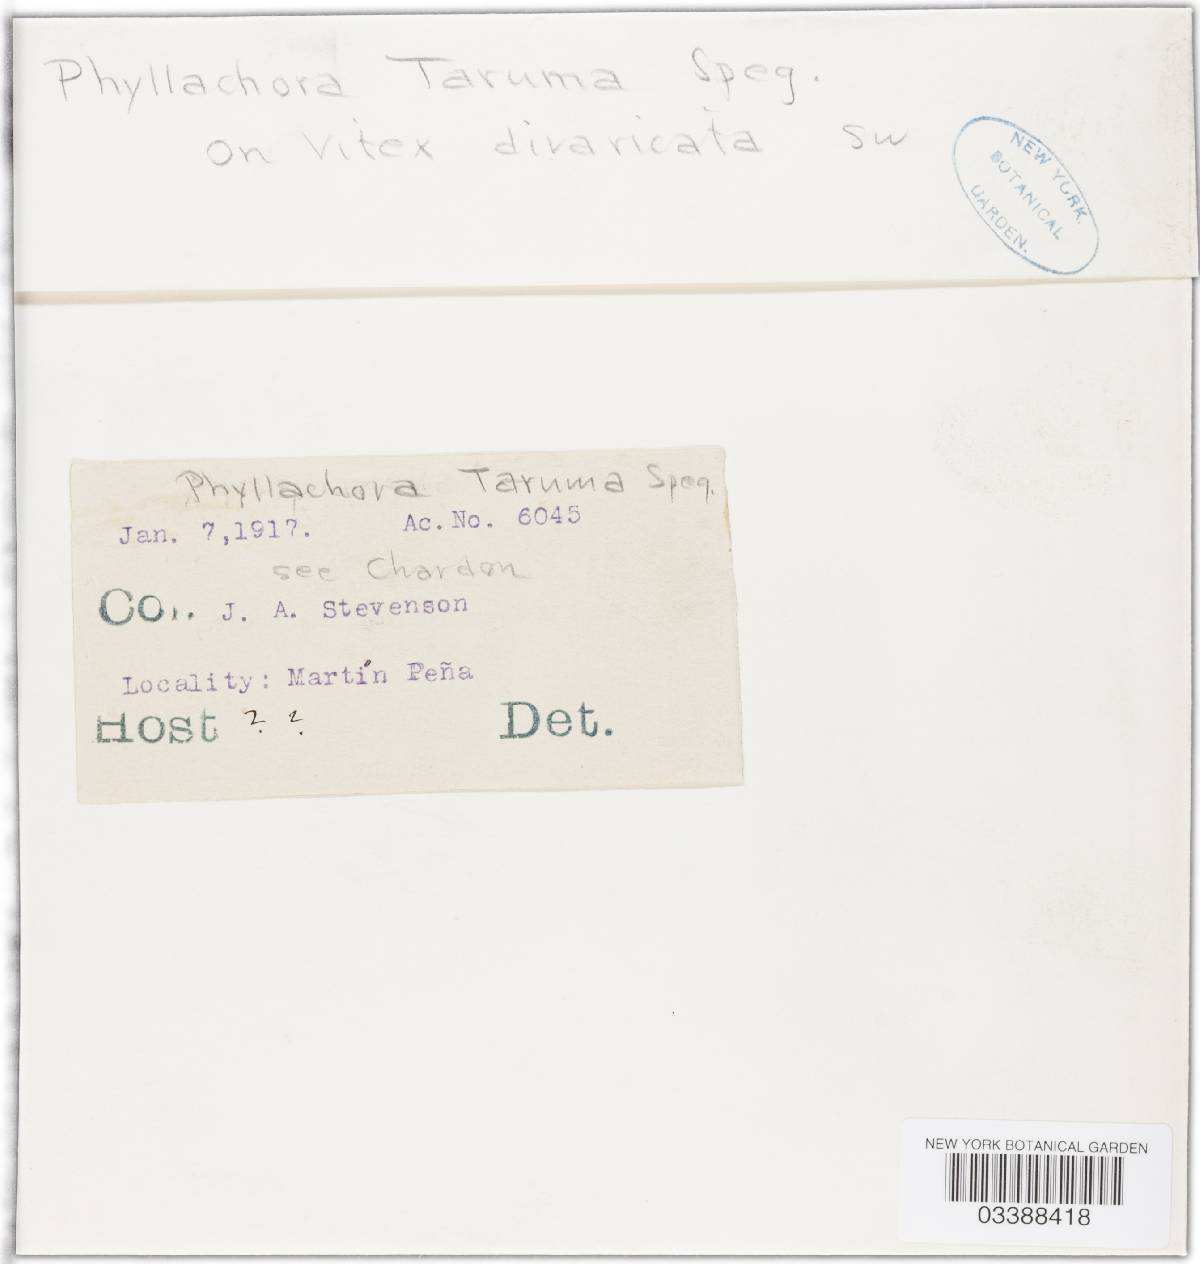 Phyllachora Taruma Speg.
on Vitex divaricata Sw
NEW YORK
BOTANICAL
GARDEN.
Phyllachora Taruma Speg.
Jan. 7,1917. Ac.No. 6045
see Chardon
Col. J. A. Stevenson
Locality: Martín Peña
Host ? ? Det.
NEW YORK BOTANICAL GARDEN
03388418